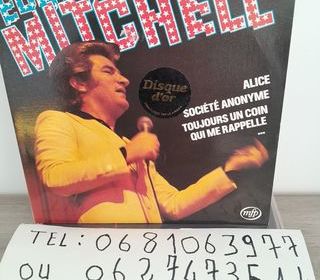 MITCHELL
Disque
d'or
ALICE
SOCIÉTÉ ANONYME
TOUJOURS UN COIN
QUI ME RAPPELLE
...
mfp
TEL: 0681063977
OU